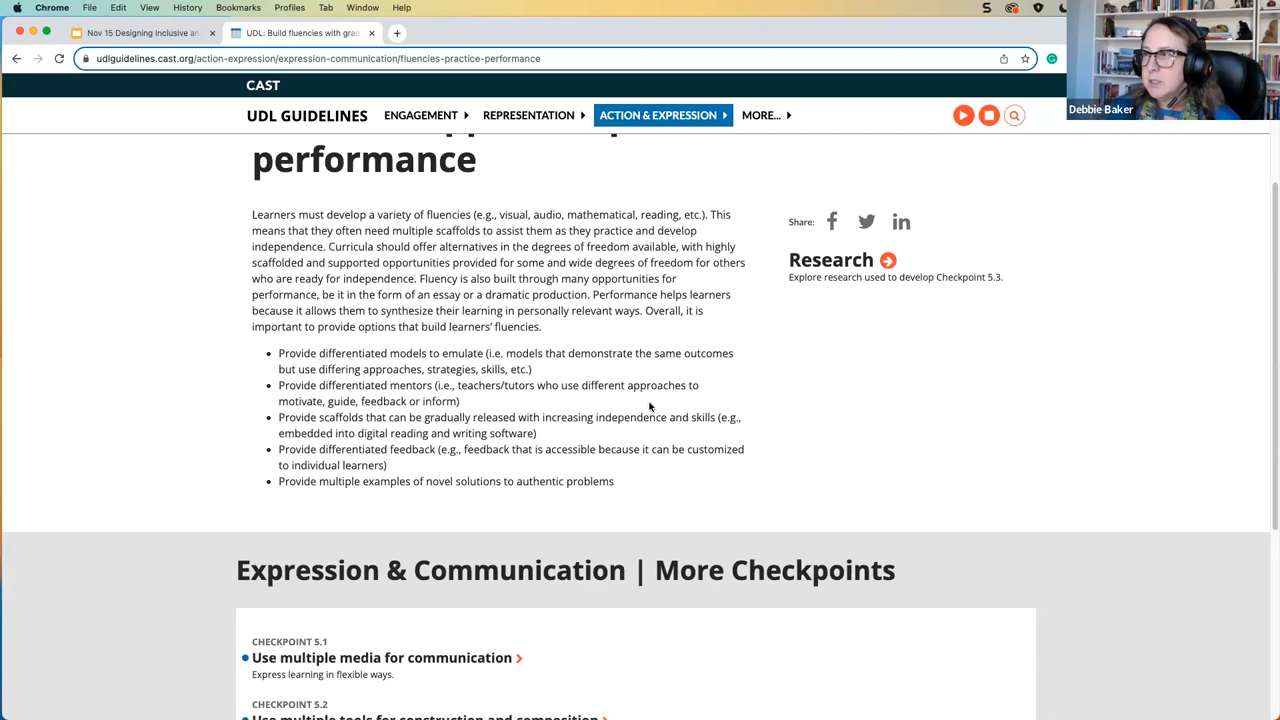 Chrome File Edit View History Bookmarks Profiles Tab Window Help
Nov 15 Designing Inclusive an
UDL: Build fluencies with grac
udlguidelines.cast.org/action-expression/expression-communication/fluencies-practice-performance
Debbie Baker
CAST
UDL GUIDELINES ENGAGEMENT REPRESENTATION ACTION & EXPRESSION MORE...
performance
Learners must develop a variety of fluencies (e.g., visual, audio, mathematical, reading, etc.). This
means that they often need multiple scaffolds to assist them as they practice and develop
independence. Curricula should offer alternatives in the degrees of freedom available, with highly
scaffolded and supported opportunities provided for some and wide degrees of freedom for others
who are ready for independence. Fluency is also built through many opportunities for
performance, be it in the form of an essay or a dramatic production. Performance helps learners
because it allows them to synthesize their learning in personally relevant ways. Overall, it is
important to provide options that build learners' fluencies.
• Provide differentiated models to emulate (i.e. models that demonstrate the same outcomes
but use differing approaches, strategies, skills, etc.)
• Provide differentiated mentors (i.e., teachers/tutors who use different approaches to
motivate, guide, feedback or inform)
• Provide scaffolds that can be gradually released with increasing independence and skills (e.g.,
embedded into digital reading and writing software)
• Provide differentiated feedback (e.g., feedback that is accessible because it can be customized
to individual learners)
• Provide multiple examples of novel solutions to authentic problems
Share:
Research
Explore research used to develop Checkpoint 5.3.
Expression & Communication | More Checkpoints
CHECKPOINT 5.1
Use multiple media for communication
Express learning in flexible ways.
CHECKPOINT 5.2
Use multiple tools for construction and composition